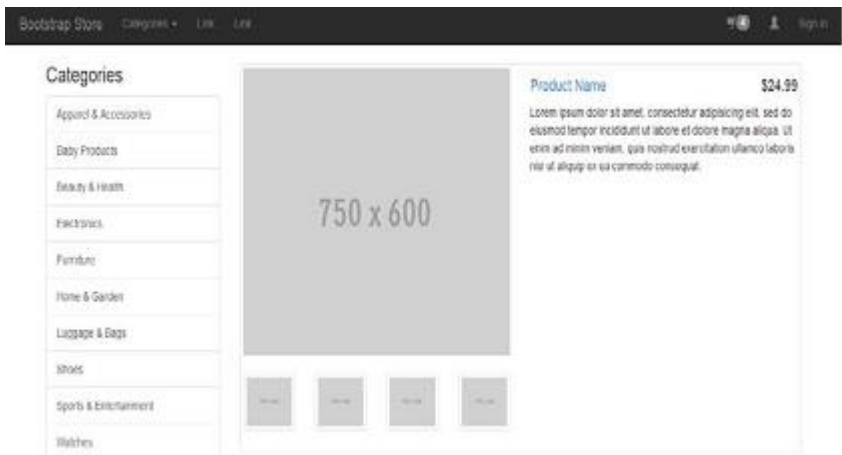 Bootstrap Store Categories Link Link 4 Sign in
Categories
Apparel & Accessories
Baby Products
Beauty & Health
Electronics
Furniture
Home & Garden
Luggage & Bags
Shoes
Sports & Entertainment
Watches
750 x 600
Product Name $24.99
Lorem ipsum dolor sit amet, consectetur adipisicing elit, sed do
eiusmod tempor incididunt ut labore et dolore magna aliqua. Ut
enim ad minim veniam, quis nostrud exercitation ullamco laboris
nisi ut aliquip ex ea commodo consequat.